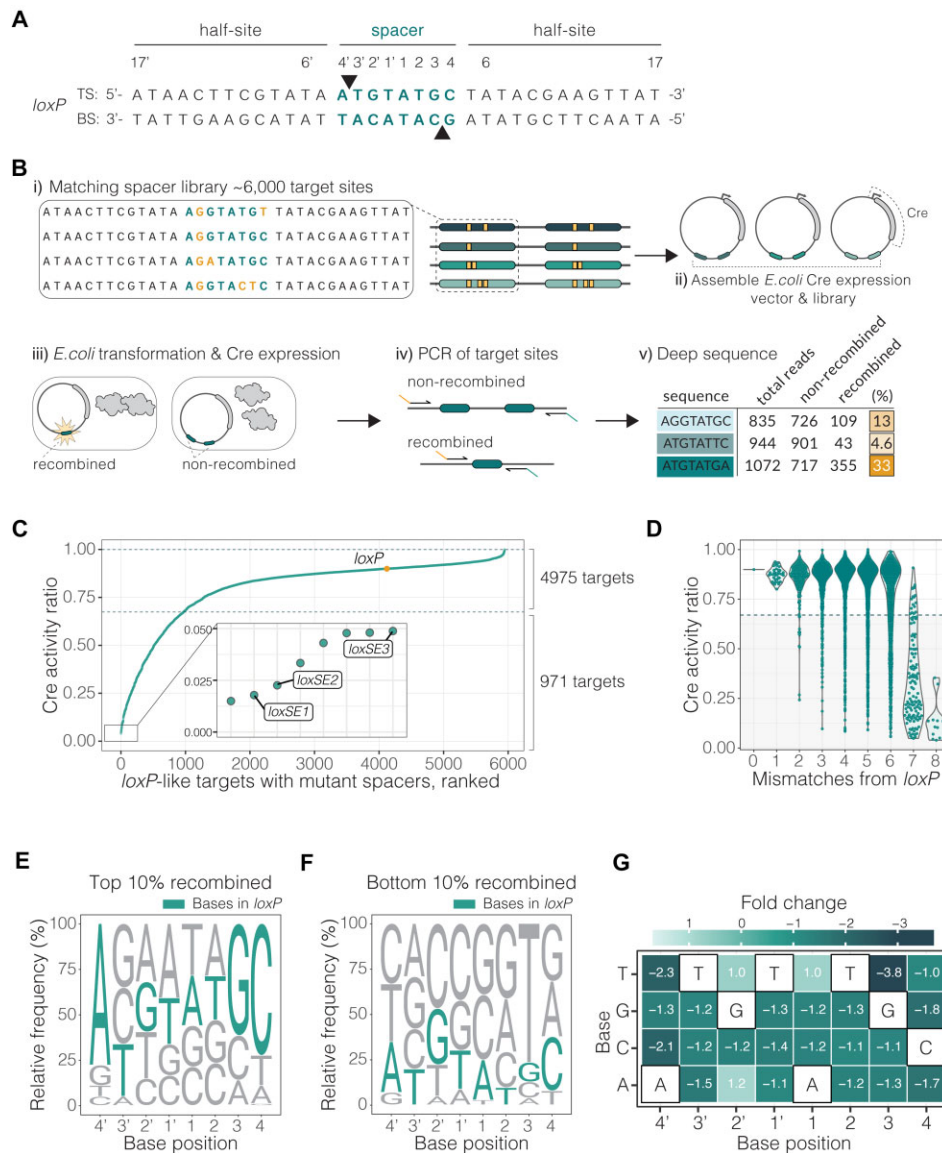 A
half-site spacer half-site
17' 6' 4' 3' 2' 1' 1 2 3 4 6 17
loxP
TS: 5'- A T A A C T T C G T A T A A T G T A T G C T A T A C G A A G T T A T -3'
BS: 3'- T A T T G A A G C A T A T T A C A T A C G A T A T G C T T C A A T A -5'
B
i) Matching spacer library ~6,000 target sites
ATAACTTCGTATA AGGTATGT TATACGAAGTTAT
ATAACTTCGTATA AGGTATGC TATACGAAGTTAT
ATAACTTCGTATA AGATATGC TATACGAAGTTAT
ATAACTTCGTATA AGGTACTC TATACGAAGTTAT
Cre
ii) Assemble E.coli Cre expression
vector & library
iii) E.coli transformation & Cre expression
recombined
non-recombined
iv) PCR of target sites
non-recombined
recombined
v) Deep sequence
sequence total reads non-recombined recombined (%)
AGGTATGC 835 726 109 13
ATGTATTC 944 901 43 4.6
ATGTATGA 1072 717 355 33
C
Cre activity ratio
1.00
0.75
0.50
0.25
0.00
loxP
4975 targets
971 targets
0.050
0.025
0.000
loxSE1
loxSE2
loxSE3
0 1000 2000 3000 4000 5000 6000
loxP-like targets with mutant spacers, ranked
D
Cre activity ratio
1.00
0.75
0.50
0.25
0.00
0 1 2 3 4 5 6 7 8
Mismatches from loxP
E
Top 10% recombined
Bases in loxP
Relative frequency (%)
100
75
50
25
0
4' 3' 2' 1' 1 2 3 4
Base position
F
Bottom 10% recombined
Bases in loxP
Relative frequency (%)
100
75
50
25
0
4' 3' 2' 1' 1 2 3 4
Base position
G
Fold change
1 0 -1 -2 -3
Base
T -2.3 T 1.0 T 1.0 T -3.8 -1.0
G -1.3 -1.2 G -1.2 -1.2 -1.3 G -1.8
C -2.1 -1.2 -1.2 -1.4 -1.2 -1.1 -1.1 C
A A -1.5 1.2 -1.1 A -1.2 -1.3 -1.7
4' 3' 2' 1' 1 2 3 4
Base position